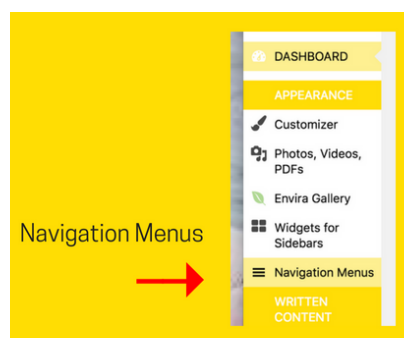 DASHBOARD
APPEARANCE
Customizer
Photos, Videos,
PDFs
Envira Gallery
Widgets for
Sidebars
Navigation Menus
Navigation Menus
WRITTEN
CONTENT